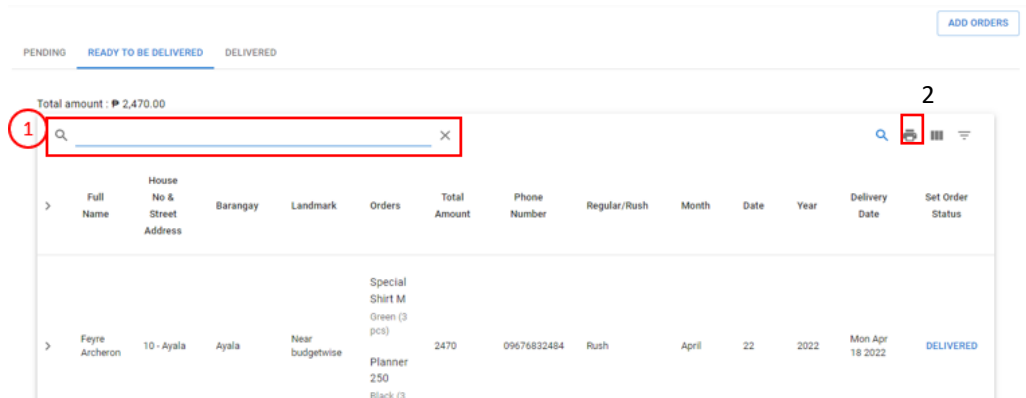 ADD ORDERS
PENDING READY TO BE DELIVERED DELIVERED
Total amount : ₱ 2,470.00
2
1
Full Name
House No & Street Address
Barangay
Landmark
Orders
Total Amount
Phone Number
Regular/Rush
Month
Date
Year
Delivery Date
Set Order Status
Feyre Archeron
10 - Ayala
Ayala
Near budgetwise
Special Shirt M
Green (3 pcs)
Planner 250
Black (3
2470
09676832484
Rush
April
22
2022
Mon Apr 18 2022
DELIVERED